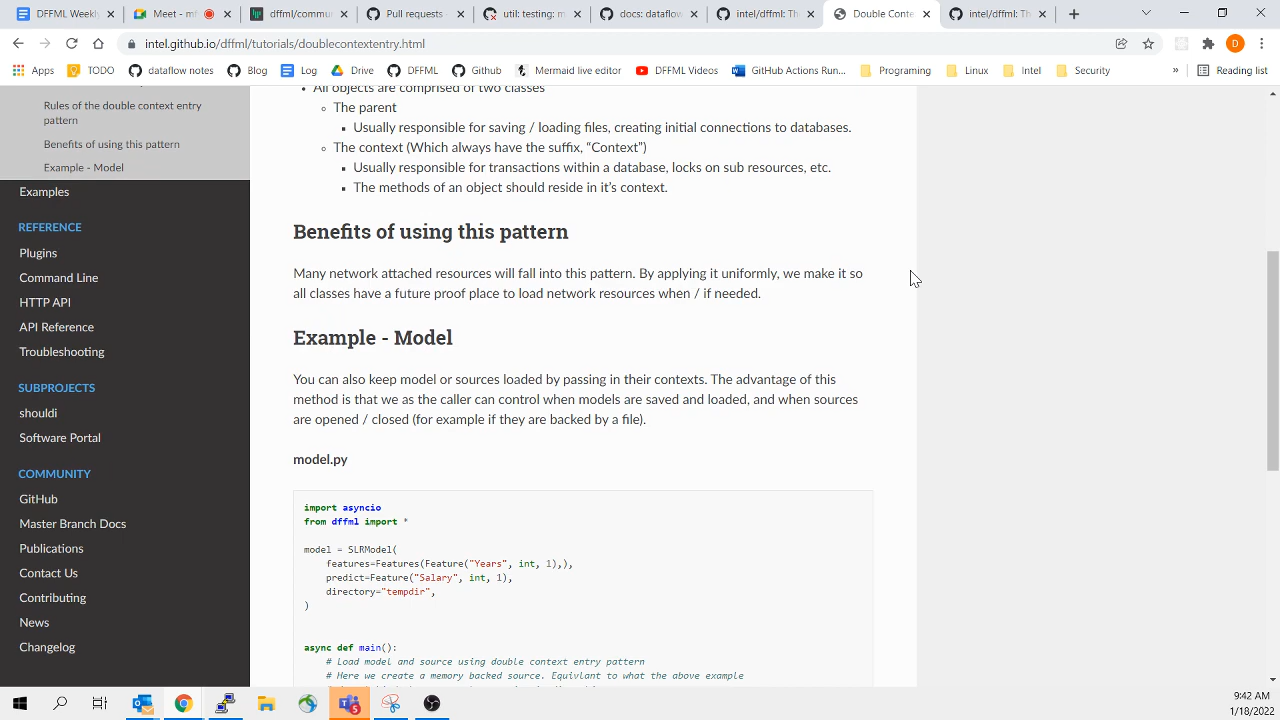 DFFML Weekly
Meet - mf
dffml/commu
Pull requests
util: testing: m
docs: dataflow
intel/dffml: Th
Double Conte
intel/dffml: Th
intel.github.io/dffml/tutorials/doublecontextentry.html
D
Apps
TODO
dataflow notes
Blog
Log
Drive
DFFML
Github
Mermaid live editor
DFFML Videos
GitHub Actions Run...
Programing
Linux
Intel
Security
»
Reading list
Rules of the double context entry
pattern
Benefits of using this pattern
Example - Model
Examples
REFERENCE
Plugins
Command Line
HTTP API
API Reference
Troubleshooting
SUBPROJECTS
shouldi
Software Portal
COMMUNITY
GitHub
Master Branch Docs
Publications
Contact Us
Contributing
News
Changelog
All objects are comprised of two classes
The parent
Usually responsible for saving / loading files, creating initial connections to databases.
The context (Which always have the suffix, “Context”)
Usually responsible for transactions within a database, locks on sub resources, etc.
The methods of an object should reside in it’s context.
Benefits of using this pattern
Many network attached resources will fall into this pattern. By applying it uniformly, we make it so
all classes have a future proof place to load network resources when / if needed.
Example - Model
You can also keep model or sources loaded by passing in their contexts. The advantage of this
method is that we as the caller can control when models are saved and loaded, and when sources
are opened / closed (for example if they are backed by a file).
model.py
import asyncio
from dffml import *
model = SLRModel(
features=Features(Feature("Years", int, 1),),
predict=Feature("Salary", int, 1),
directory="tempdir",
)
async def main():
# Load model and source using double context entry pattern
# Here we create a memory backed source. Equivlant to what the above example
5
9:42 AM
1/18/2022